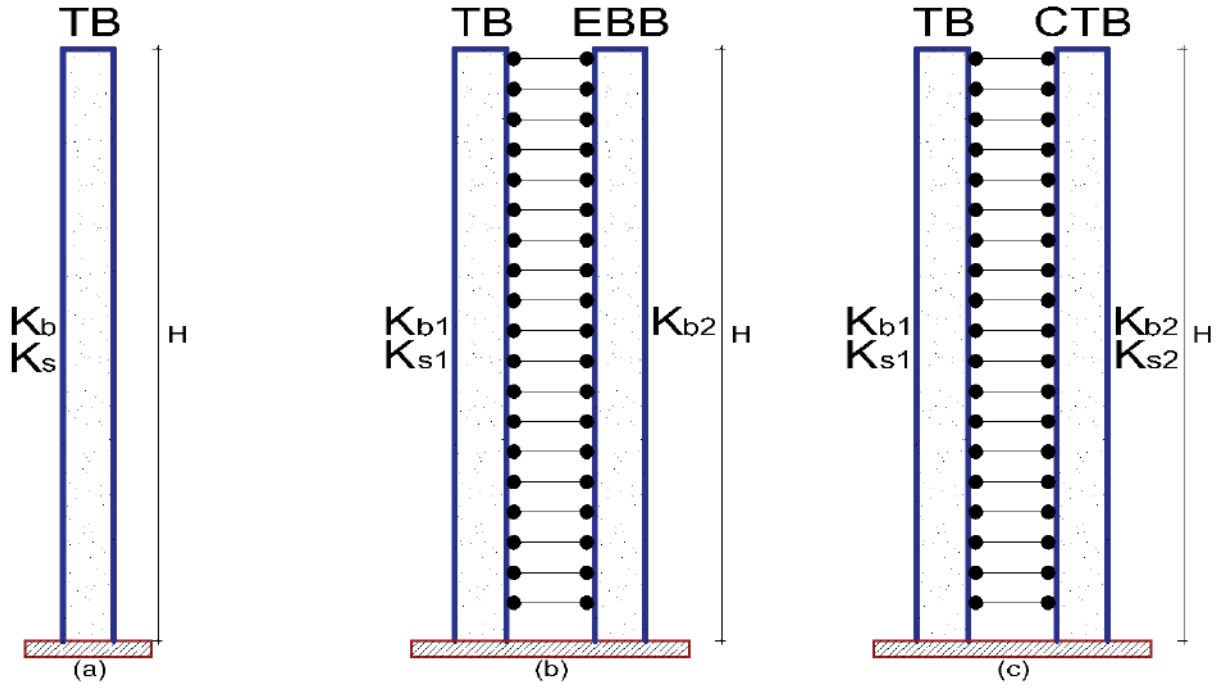 TB
Kb
Ks
H
(a)
TB EBB
Kb1
Ks1
Kb2
H
(b)
TB CTB
Kb1
Ks1
Kb2
Ks2
H
(c)